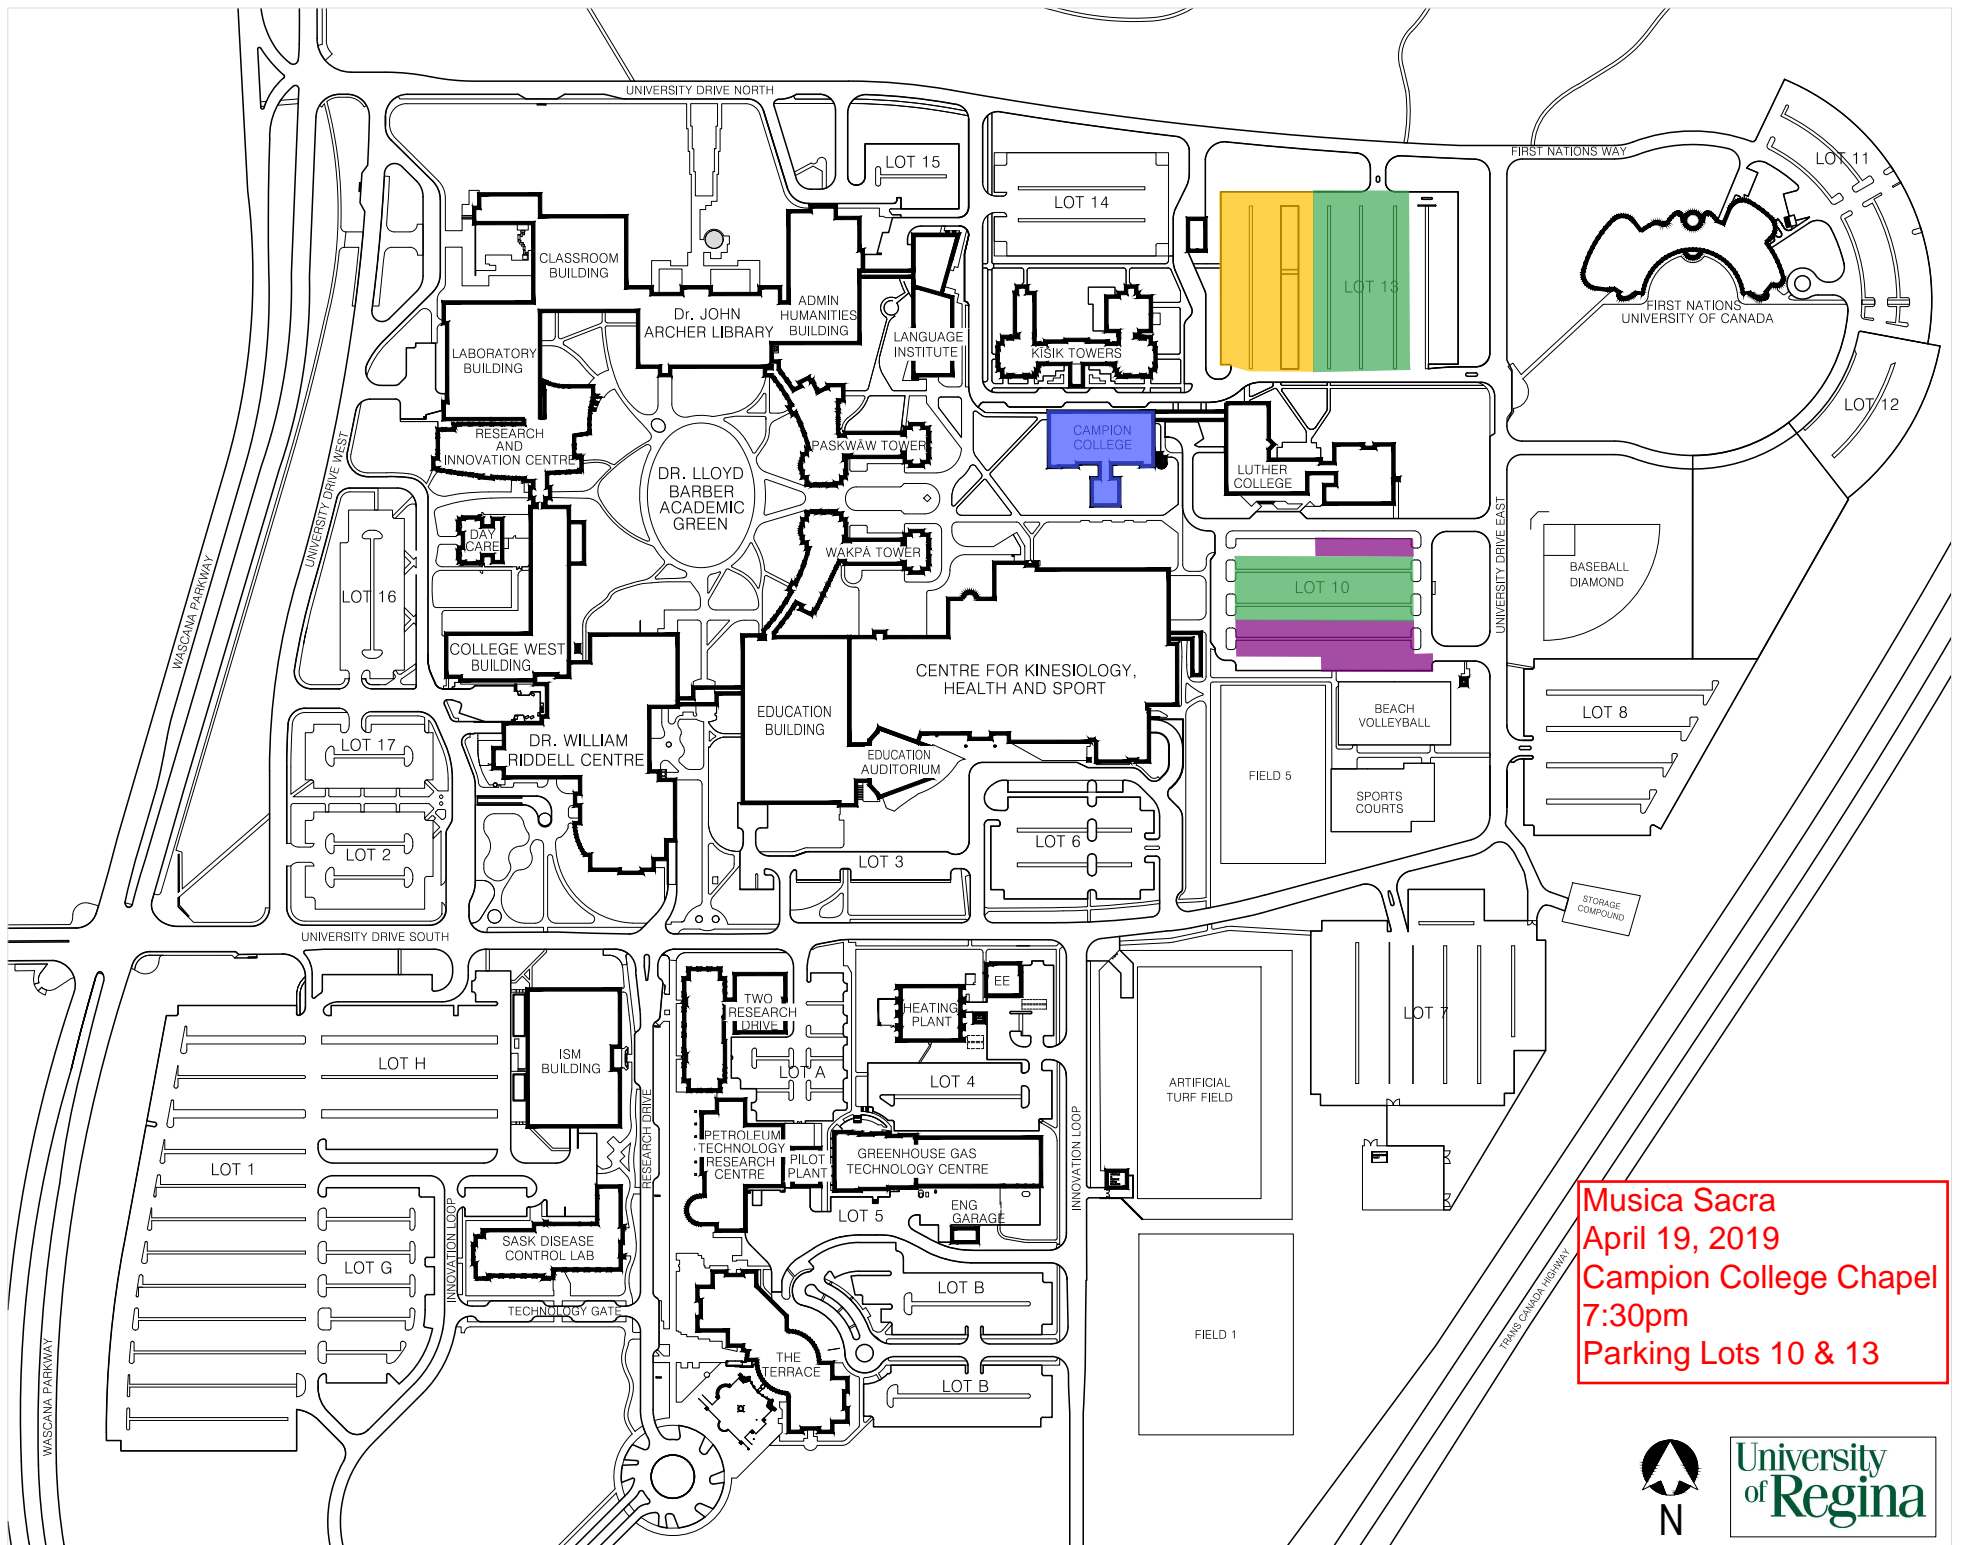 UNIVERSITY DRIVE NORTH
FIRST NATIONS WAY
LOT 15
LOT 11
LOT 14
CLASSROOM
BUILDING
LOT 13
ADMIN
HUMANITIES
BUILDING
Dr. JOHN
ARCHER LIBRARY
FIRST NATIONS
UNIVERSITY OF CANADA
LANGUAGE
INSTITUTE
KĪSIK TOWERS
LABORATORY
BUILDING
LOT 12
RESEARCH
AND
INNOVATION CENTRE
PASKWĀW TOWER
CAMPION
COLLEGE
DR. LLOYD
BARBER
ACADEMIC
GREEN
LUTHER
COLLEGE
UNIVERSITY DRIVE WEST
UNIVERSITY DRIVE EAST
DAY
CARE
WAKPÁ TOWER
BASEBALL
DIAMOND
WASCANA PARKWAY
LOT 16
LOT 10
COLLEGE WEST
BUILDING
CENTRE FOR KINESIOLOGY,
HEALTH AND SPORT
EDUCATION
BUILDING
BEACH
VOLLEYBALL
LOT 8
LOT 17
DR. WILLIAM
RIDDELL CENTRE
EDUCATION
AUDITORIUM
FIELD 5
SPORTS
COURTS
LOT 2
LOT 3
LOT 6
STORAGE
COMPOUND
UNIVERSITY DRIVE SOUTH
TWO
RESEARCH
DRIVE
EE
HEATING
PLANT
LOT 7
LOT H
ISM
BUILDING
LOT A
LOT 4
ARTIFICIAL
TURF FIELD
RESEARCH DRIVE
INNOVATION LOOP
PETROLEUM
TECHNOLOGY
RESEARCH
CENTRE
PILOT
PLANT
GREENHOUSE GAS
TECHNOLOGY CENTRE
LOT 1
LOT 5
ENG
GARAGE
INNOVATION LOOP
SASK DISEASE
CONTROL LAB
LOT G
LOT B
TECHNOLOGY GATE
FIELD 1
TRANS CANADA HIGHWAY
THE
TERRACE
LOT B
WASCANA PARKWAY
Musica Sacra
April 19, 2019
Campion College Chapel
7:30pm
Parking Lots 10 & 13
N
University
of Regina